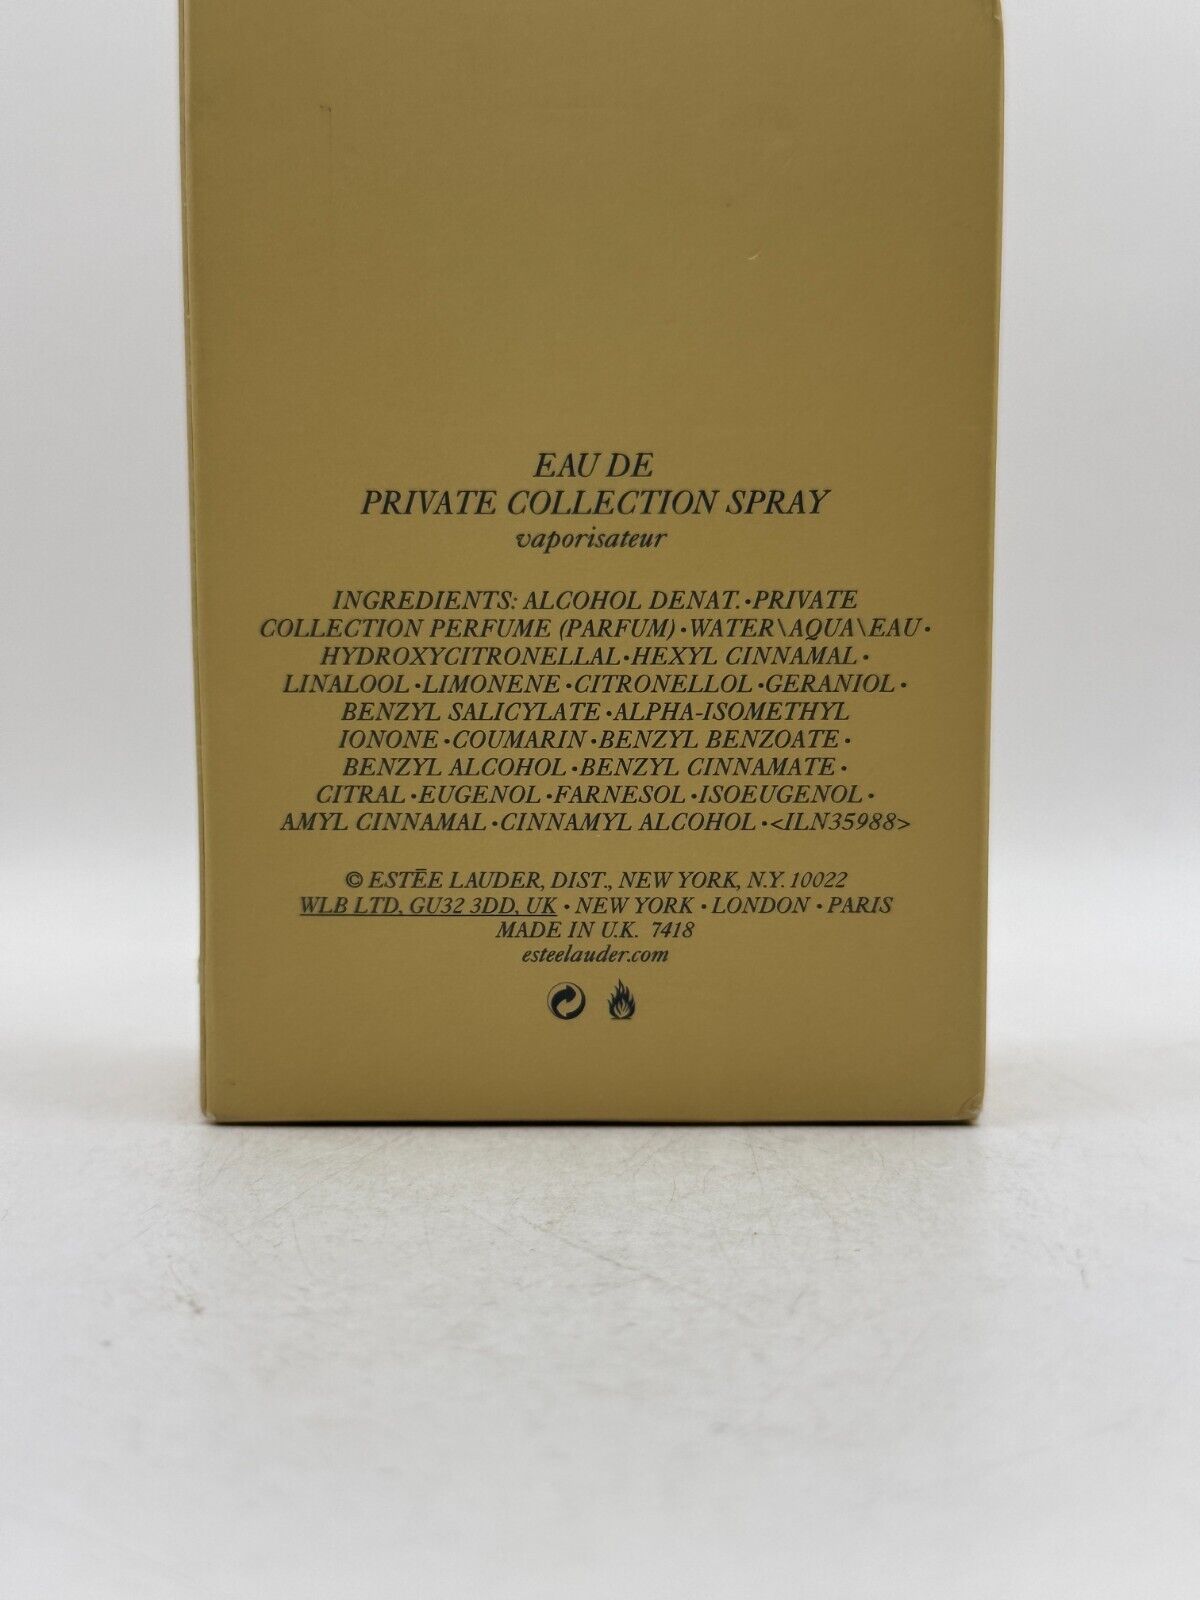 EAU DE
PRIVATE COLLECTION SPRAY
vaporisateur
INGREDIENTS: ALCOHOL DENAT.•PRIVATE
COLLECTION PERFUME (PARFUM)•WATER\AQUA\EAU•
HYDROXYCITRONELLAL•HEXYL CINNAMAL•
LINALOOL•LIMONENE•CITRONELLOL•GERANIOL•
BENZYL SALICYLATE•ALPHA-ISOMETHYL
IONONE•COUMARIN•BENZYL BENZOATE•
BENZYL ALCOHOL•BENZYL CINNAMATE•
CITRAL•EUGENOL•FARNESOL•ISOEUGENOL•
AMYL CINNAMAL•CINNAMYL ALCOHOL•<ILN35988>
© ESTĒE LAUDER, DIST., NEW YORK, N.Y. 10022
WLB LTD, GU32 3DD, UK • NEW YORK • LONDON • PARIS
MADE IN U.K. 7418
esteelauder.com